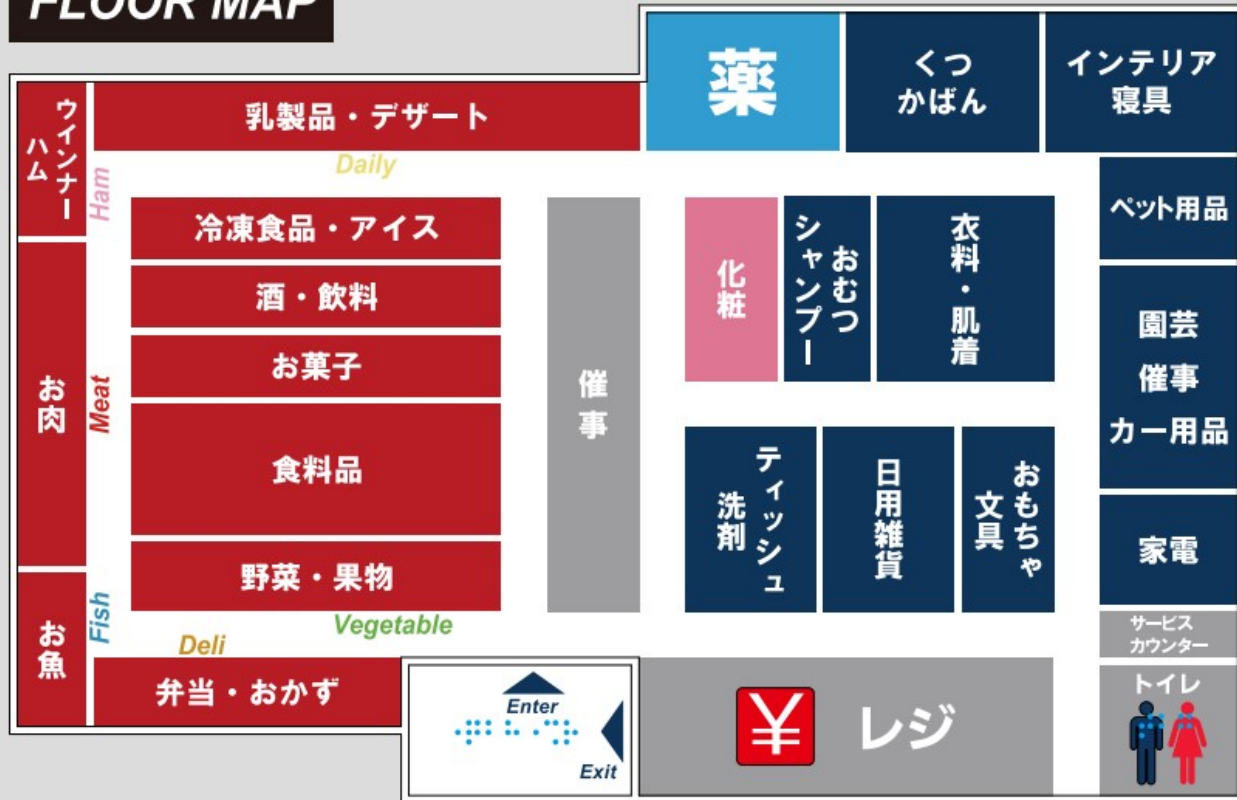 FLOOR MAP
薬
くつ
かばん
インテリア
寝具
ウインナー
ハム
Ham
乳製品・デザート
Daily
ペット用品
冷凍食品・アイス
酒・飲料
お菓子
食料品
野菜・果物
Vegetable
お肉
Meat
お魚
Fish
Deli
弁当・おかず
催事
化粧
おむつ
シャンプー
衣料・肌着
園芸
催事
カー用品
ティッシュ
洗剤
日用雑貨
おもちゃ
文具
家電
サービス
カウンター
トイレ
Enter
Exit
¥
レジ